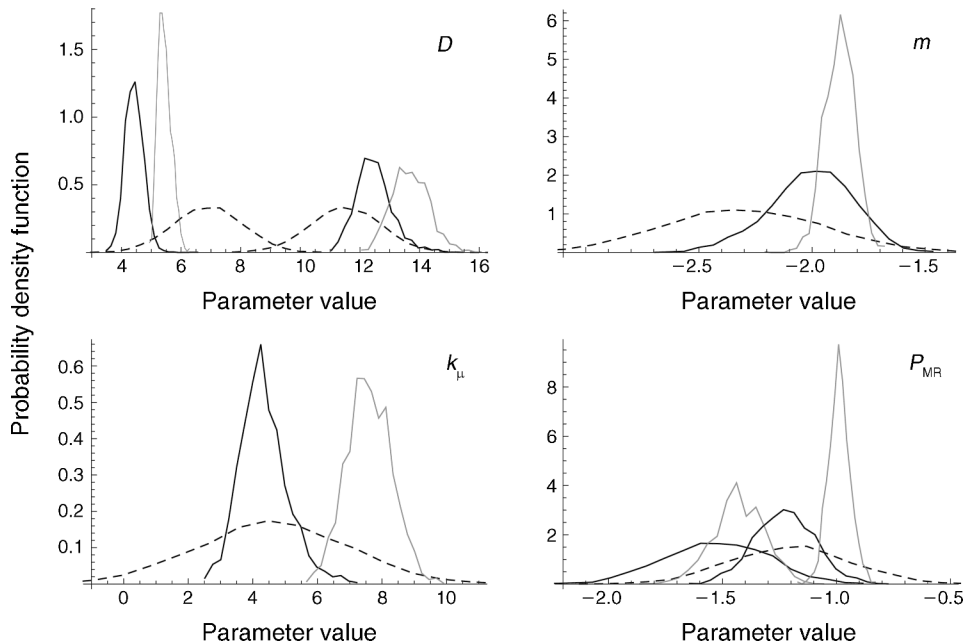 Probability density function
D
1.5
1.0
0.5
4 6 8 10 12 14 16
Parameter value
m
6
5
4
3
2
1
−2.5 −2.0 −1.5
Parameter value
kμ
0.6
0.5
0.4
0.3
0.2
0.1
0 2 4 6 8 10
Parameter value
PMR
8
6
4
2
−2.0 −1.5 −1.0 −0.5
Parameter value